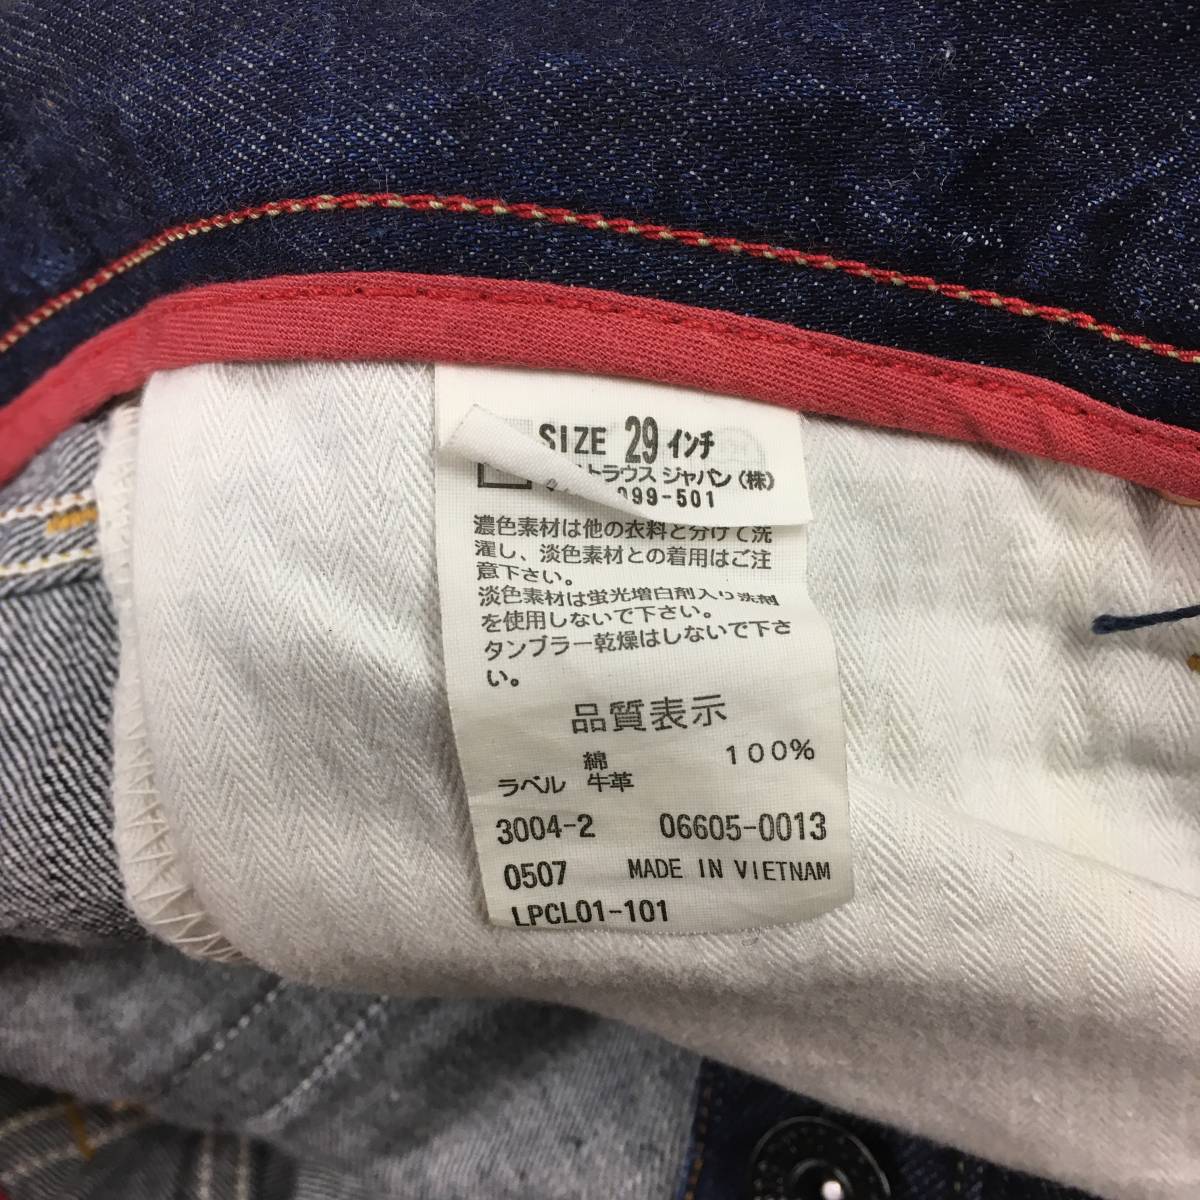 SIZE 29 インチ
トラウス ジャパン (株)
099-501
濃色素材は他の衣料と分けて洗
濯し、淡色素材との着用はご注
意下さい。
淡色素材は蛍光増白剤入り洗剤
を使用しないで下さい。
タンブラー乾燥はしないで下さ
い。
品質表示
綿 100%
ラベル 牛革
3004-2 06605-0013
0507 MADE IN VIETNAM
LPCL01-101